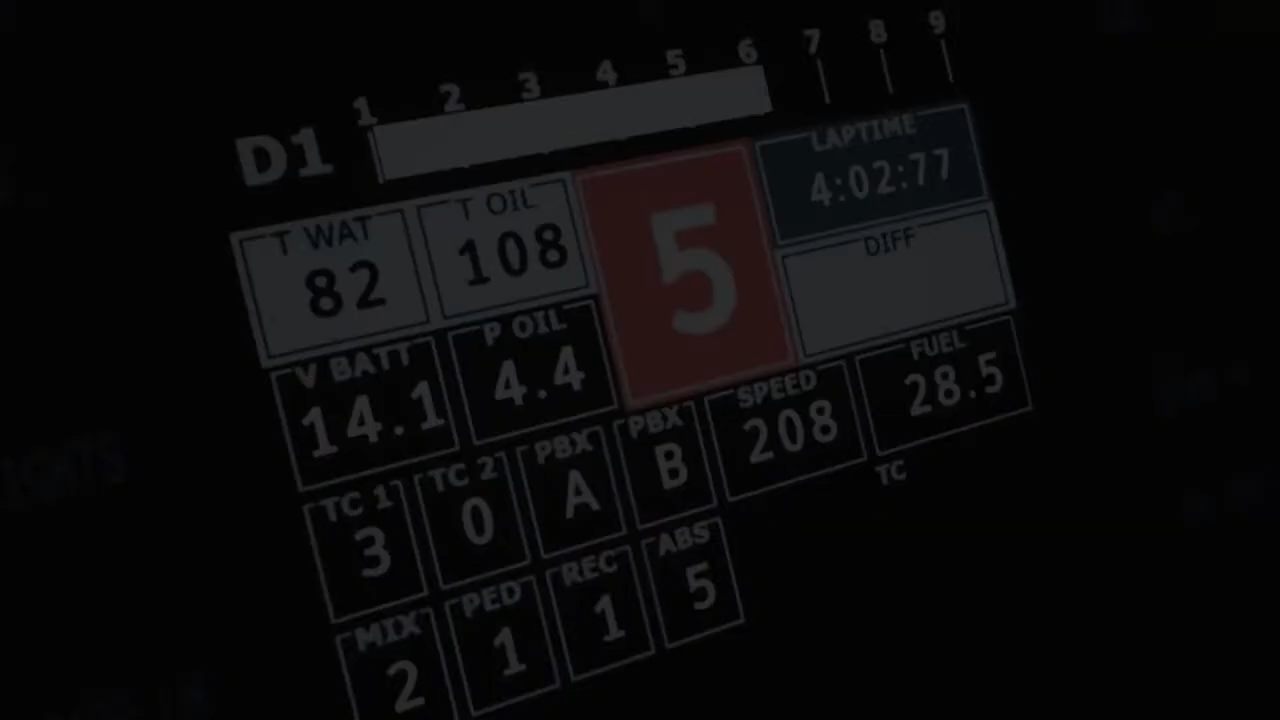 1 2 3 4 5 6 7 8 9
D1
LAPTIME
4:02:77
T WAT
82
T OIL
108
5
DIFF
V BATT
14.1
P OIL
4.4
PBX
B
SPEED
208
FUEL
28.5
TC 1
3
TC 2
0
PBX
A
TC
MIX
2
PED
1
REC
1
ABS
5